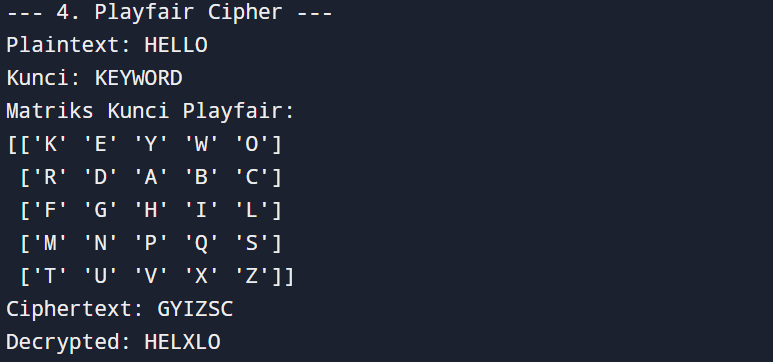 --- 4. Playfair Cipher ---
Plaintext: HELLO
Kunci: KEYWORD
Matriks Kunci Playfair:
[['K' 'E' 'Y' 'W' 'O']
 ['R' 'D' 'A' 'B' 'C']
 ['F' 'G' 'H' 'I' 'L']
 ['M' 'N' 'P' 'Q' 'S']
 ['T' 'U' 'V' 'X' 'Z']]
Ciphertext: GYIZSC
Decrypted: HELXLO